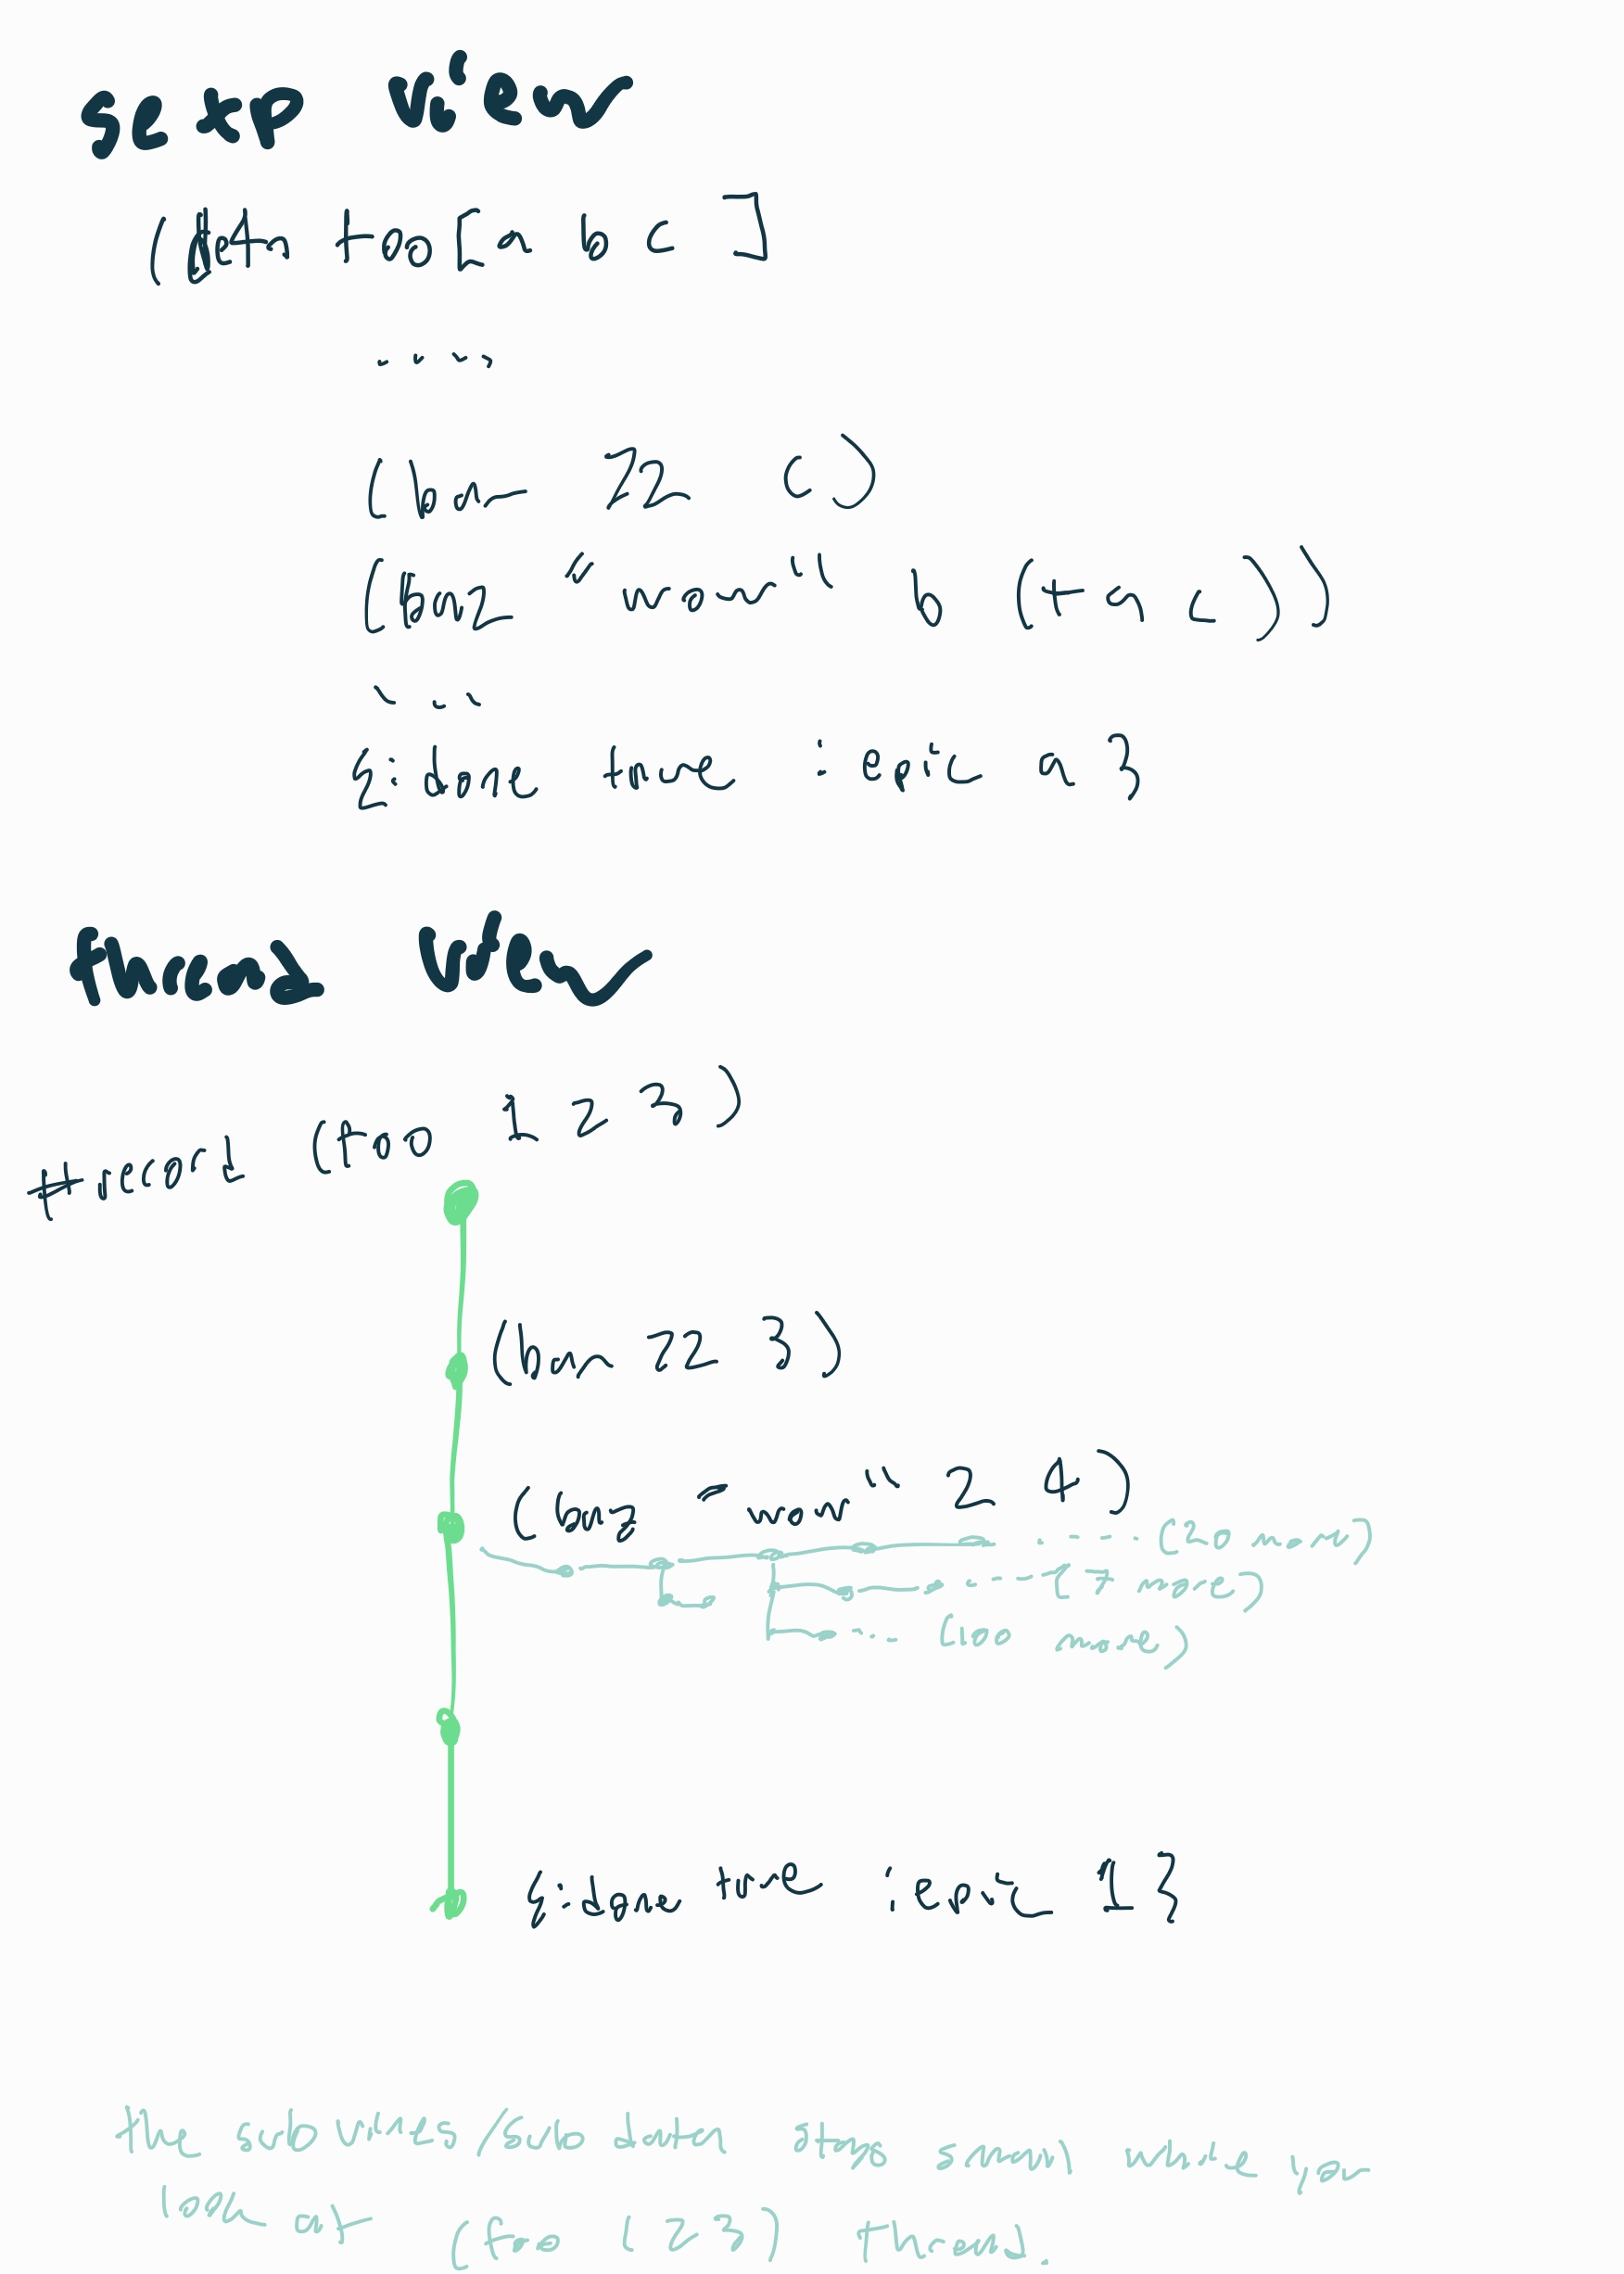 sexp view
(defn foo [a b c]
....
(bar 22 c)
(baz "wow" b (+ a c))
...
{:done true :epic a}
thread view
#record (foo 1 2 3)
(bar 22 3)
(baz "wow" 2 4)
.... (20 more)
.... (7 more)
... (100 more)
{:done true :epic 1}
the sub wires/sub data stays small while you
look at (foo 1 2 3) thread.